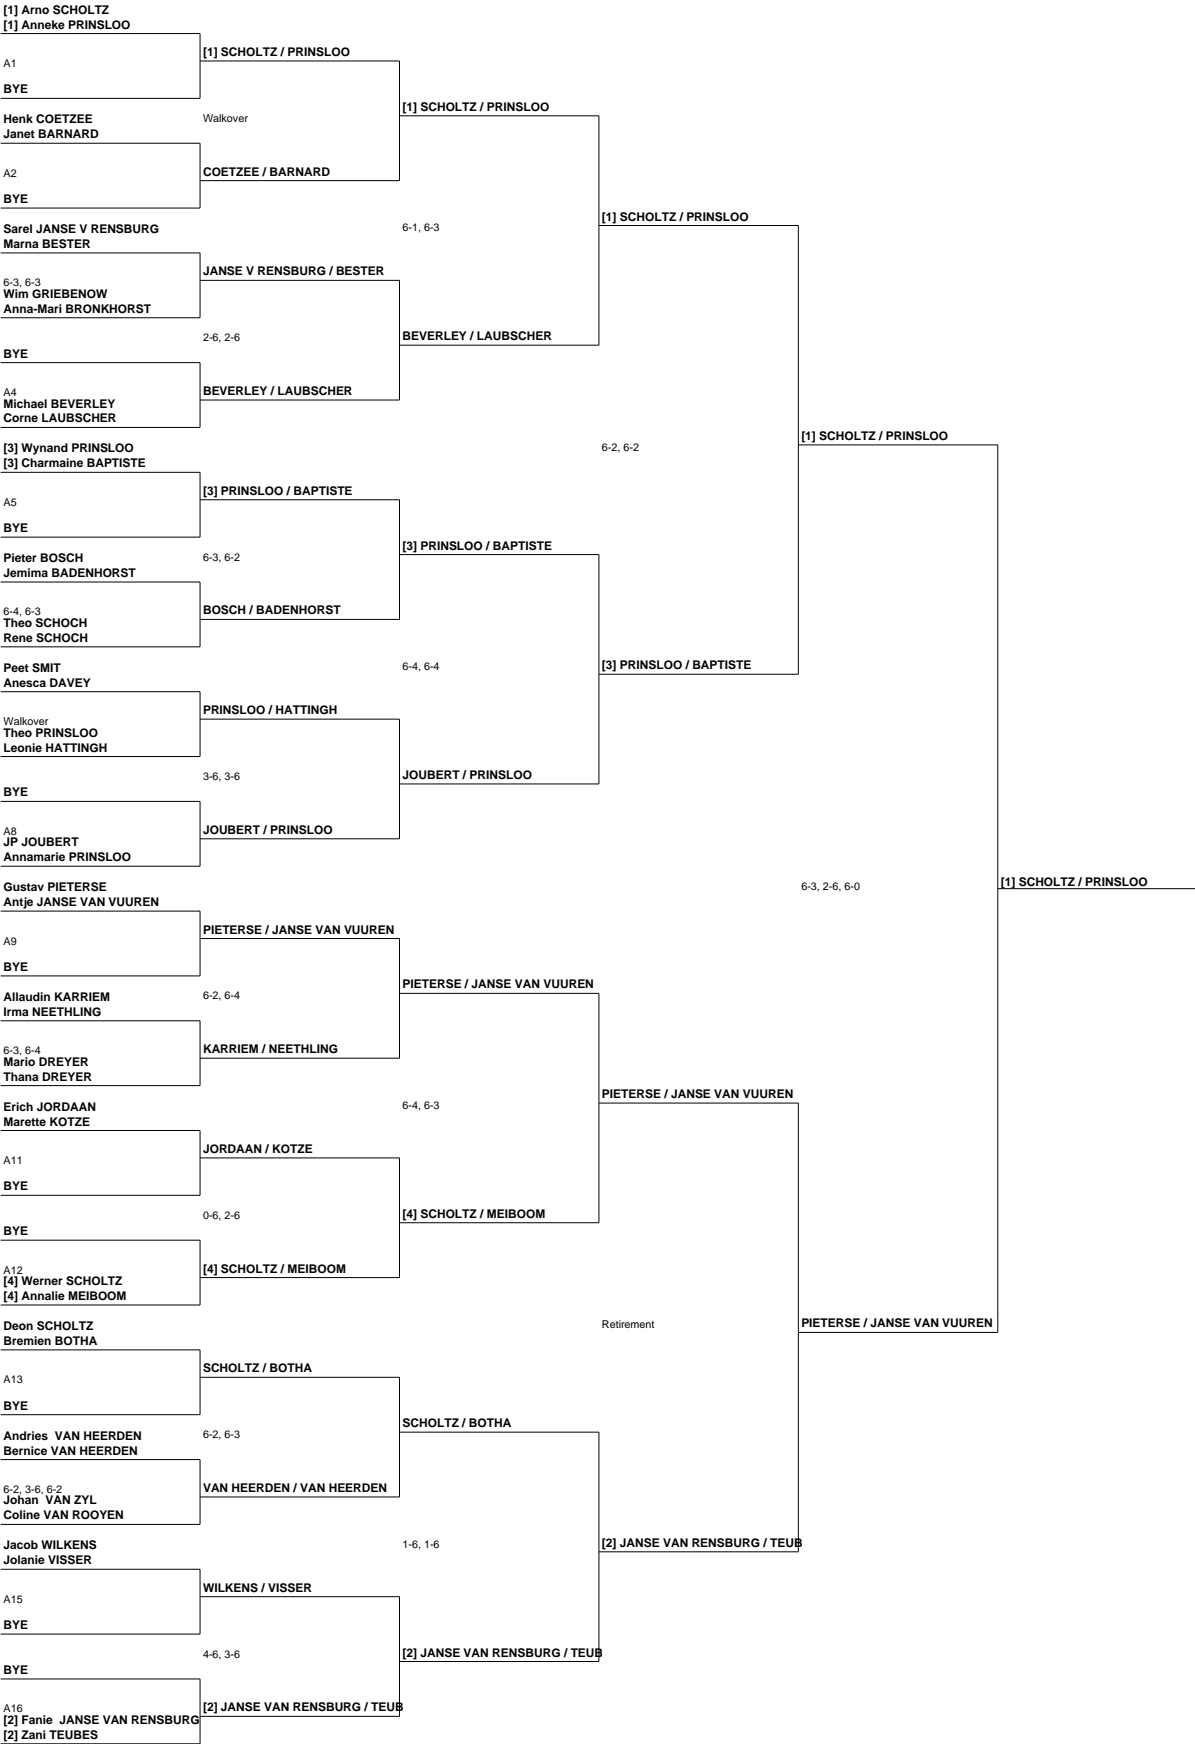 [1] Arno SCHOLTZ
[1] Anneke PRINSLOO
[1] SCHOLTZ / PRINSLOO
A1
BYE
[1] SCHOLTZ / PRINSLOO
Henk COETZEE
Walkover
Janet BARNARD
COETZEE / BARNARD
A2
BYE
[1] SCHOLTZ / PRINSLOO
Sarel JANSE V RENSBURG
6-1, 6-3
Marna BESTER
JANSE V RENSBURG / BESTER
6-3, 6-3
Wim GRIEBENOW
Anna-Mari BRONKHORST
2-6, 2-6
BEVERLEY / LAUBSCHER
BYE
A4
BEVERLEY / LAUBSCHER
Michael BEVERLEY
Corne LAUBSCHER
[1] SCHOLTZ / PRINSLOO
[3] Wynand PRINSLOO
6-2, 6-2
[3] Charmaine BAPTISTE
[3] PRINSLOO / BAPTISTE
A5
BYE
[3] PRINSLOO / BAPTISTE
Pieter BOSCH
6-3, 6-2
Jemima BADENHORST
6-4, 6-3
BOSCH / BADENHORST
Theo SCHOCH
Rene SCHOCH
Peet SMIT
6-4, 6-4
[3] PRINSLOO / BAPTISTE
Anesca DAVEY
PRINSLOO / HATTINGH
Walkover
Theo PRINSLOO
Leonie HATTINGH
3-6, 3-6
JOUBERT / PRINSLOO
BYE
A8
JOUBERT / PRINSLOO
JP JOUBERT
Annamarie PRINSLOO
[1] SCHOLTZ / PRINSLOO
Gustav PIETERSE
6-3, 2-6, 6-0
Antje JANSE VAN VUUREN
PIETERSE / JANSE VAN VUUREN
A9
BYE
PIETERSE / JANSE VAN VUUREN
Allaudin KARRIEM
6-2, 6-4
Irma NEETHLING
6-3, 6-4
KARRIEM / NEETHLING
Mario DREYER
Thana DREYER
PIETERSE / JANSE VAN VUUREN
Erich JORDAAN
6-4, 6-3
Marette KOTZE
JORDAAN / KOTZE
A11
BYE
0-6, 2-6
[4] SCHOLTZ / MEIBOOM
BYE
A12
[4] SCHOLTZ / MEIBOOM
[4] Werner SCHOLTZ
[4] Annalie MEIBOOM
Deon SCHOLTZ
Retirement
PIETERSE / JANSE VAN VUUREN
Bremien BOTHA
SCHOLTZ / BOTHA
A13
BYE
SCHOLTZ / BOTHA
Andries  VAN HEERDEN
6-2, 6-3
Bernice VAN HEERDEN
6-2, 3-6, 6-2
VAN HEERDEN / VAN HEERDEN
Johan  VAN ZYL
Coline VAN ROOYEN
Jacob WILKENS
1-6, 1-6
[2] JANSE VAN RENSBURG / TEUB
Jolanie VISSER
WILKENS / VISSER
A15
BYE
4-6, 3-6
[2] JANSE VAN RENSBURG / TEUB
BYE
A16
[2] JANSE VAN RENSBURG / TEUB
[2] Fanie  JANSE VAN RENSBURG
[2] Zani TEUBES